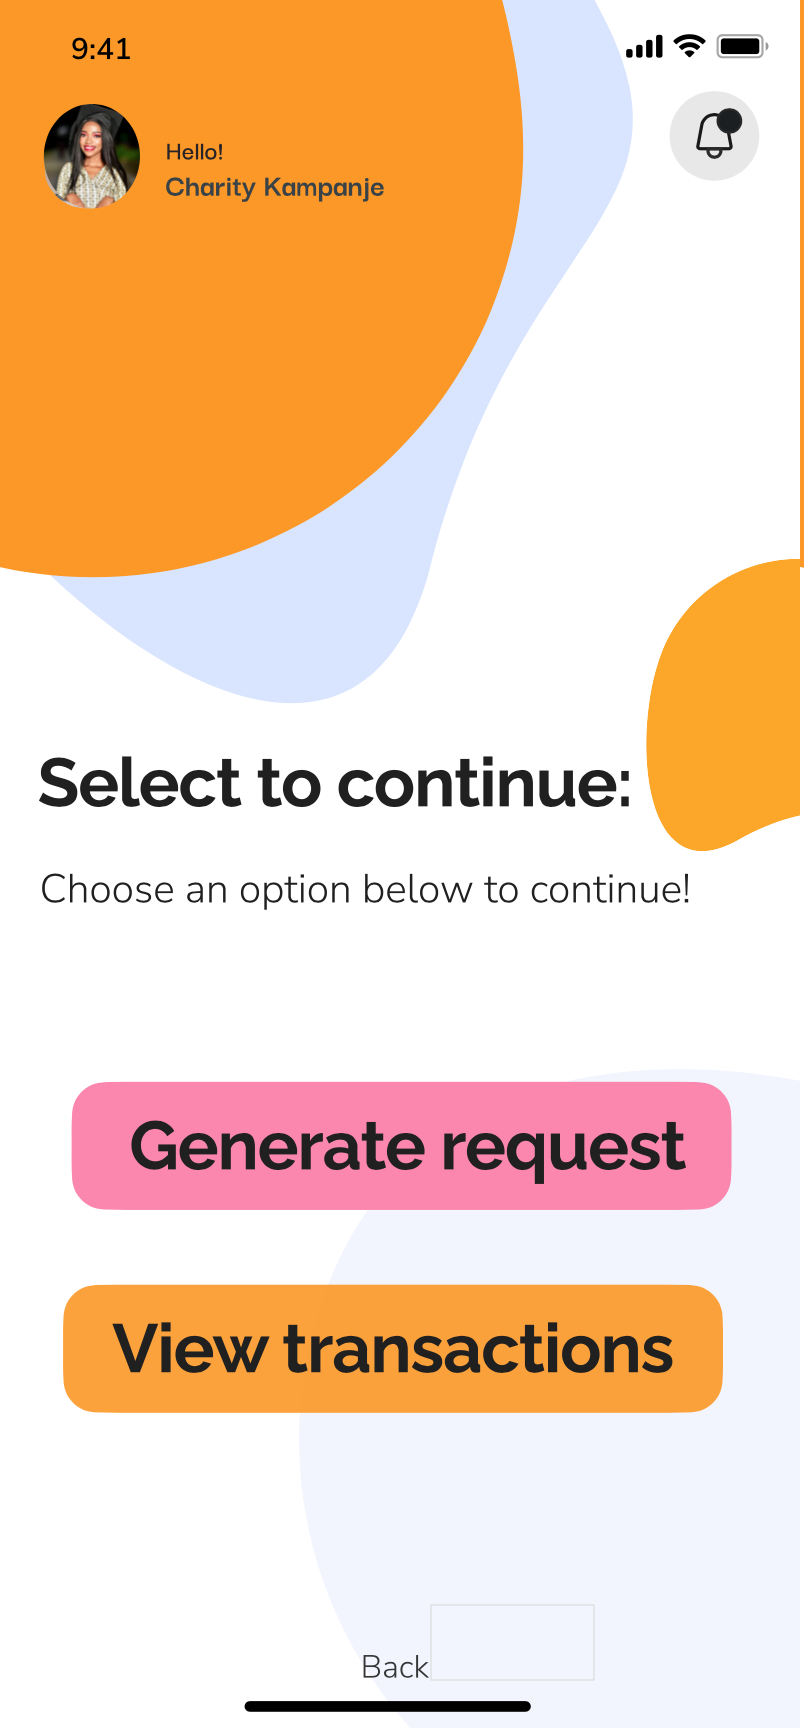 9:41
Hello!
Charity Kampanje
Select to continue:
Choose an option below to continue!
Generate request
View transactions
Back